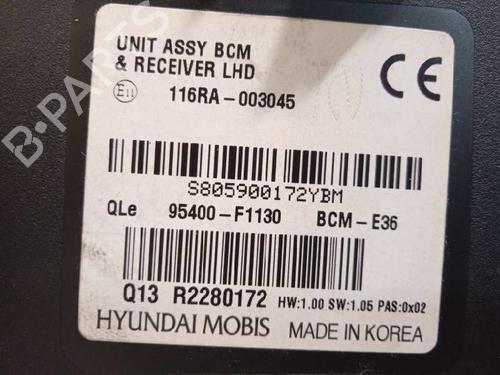 UNIT ASSY BCM
& RECEIVER LHD
E11 116RA-003045 CE
S805900172YBM
QLe 95400-F1130 BCM-E36
Q13 R2280172 HW:1.00 SW:1.05 PAS:0x02
HYUNDAI MOBIS MADE IN KOREA
B-PARTS